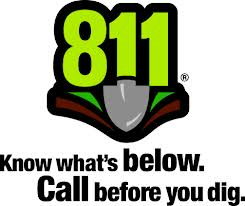 811®
Know what's below.
Call before you dig.